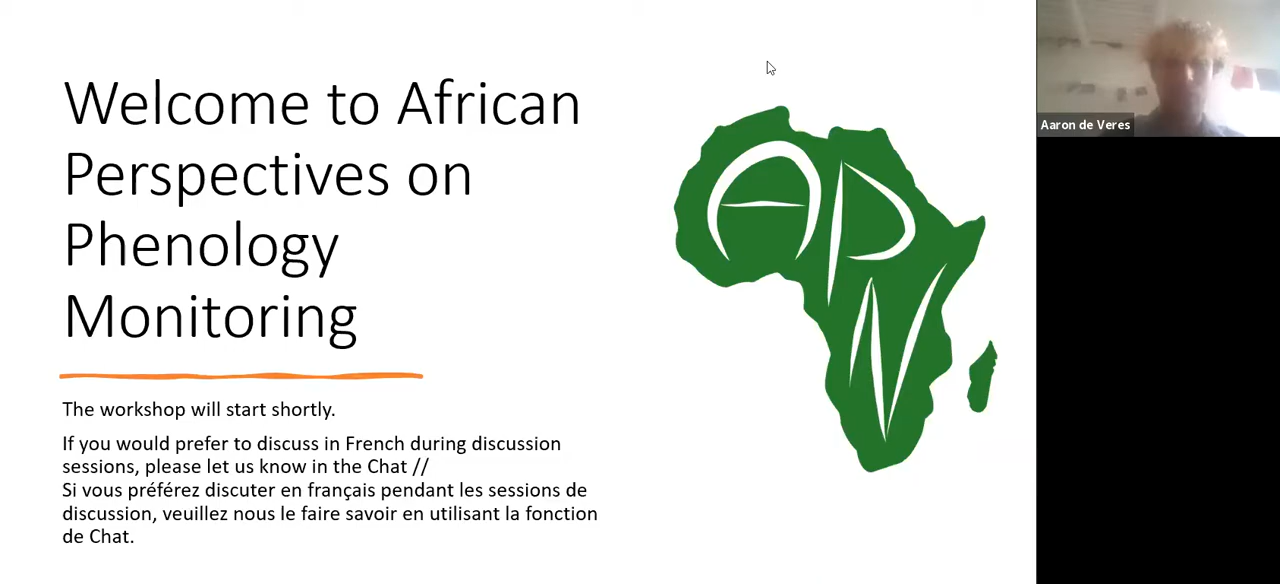 Welcome to African
Perspectives on
Phenology
Monitoring
The workshop will start shortly.
If you would prefer to discuss in French during discussion
sessions, please let us know in the Chat //
Si vous préférez discuter en français pendant les sessions de
discussion, veuillez nous le faire savoir en utilisant la fonction
de Chat.
APN
Aaron de Veres